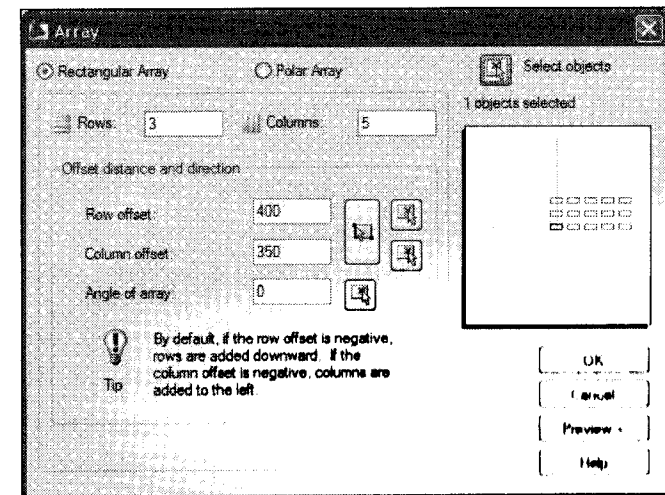 Array
Rectangular Array
Polar Array
Select objects
1 objects selected
Rows: 3
Columns: 5
Offset distance and direction
Row offset: 400
Column offset: 350
Angle of array: 0
Tip
By default, if the row offset is negative,
rows are added downward. If the
column offset is negative, columns are
added to the left.
OK
Cancel
Preview <
Help